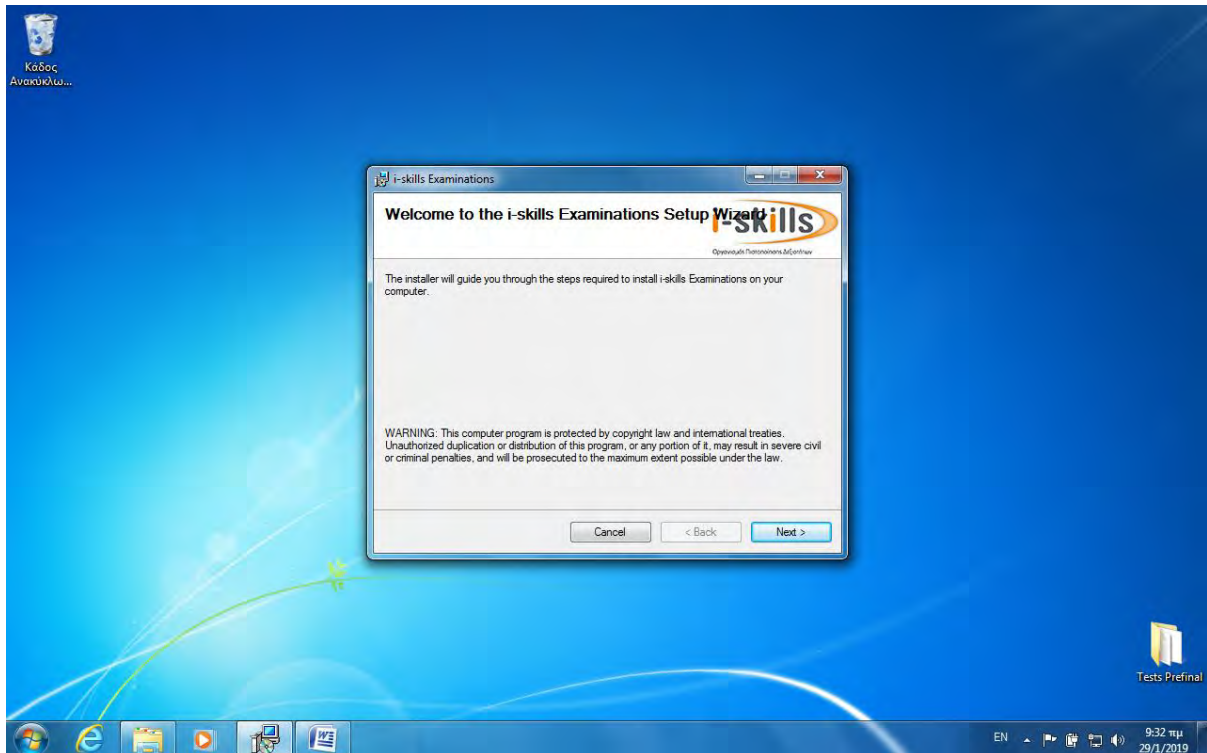 Κάδος
Ανακύκλω...
i-skills Examinations
Welcome to the i-skills Examinations Setup Wizard
i-skills
Οργανισμός Πιστοποίησης Δεξιοτήτων
The installer will guide you through the steps required to install i-skills Examinations on your
computer.
WARNING: This computer program is protected by copyright law and international treaties.
Unauthorized duplication or distribution of this program, or any portion of it, may result in severe civil
or criminal penalties, and will be prosecuted to the maximum extent possible under the law.
Cancel
< Back
Next >
Tests Prefinal
EN
9:32 πμ
29/1/2019